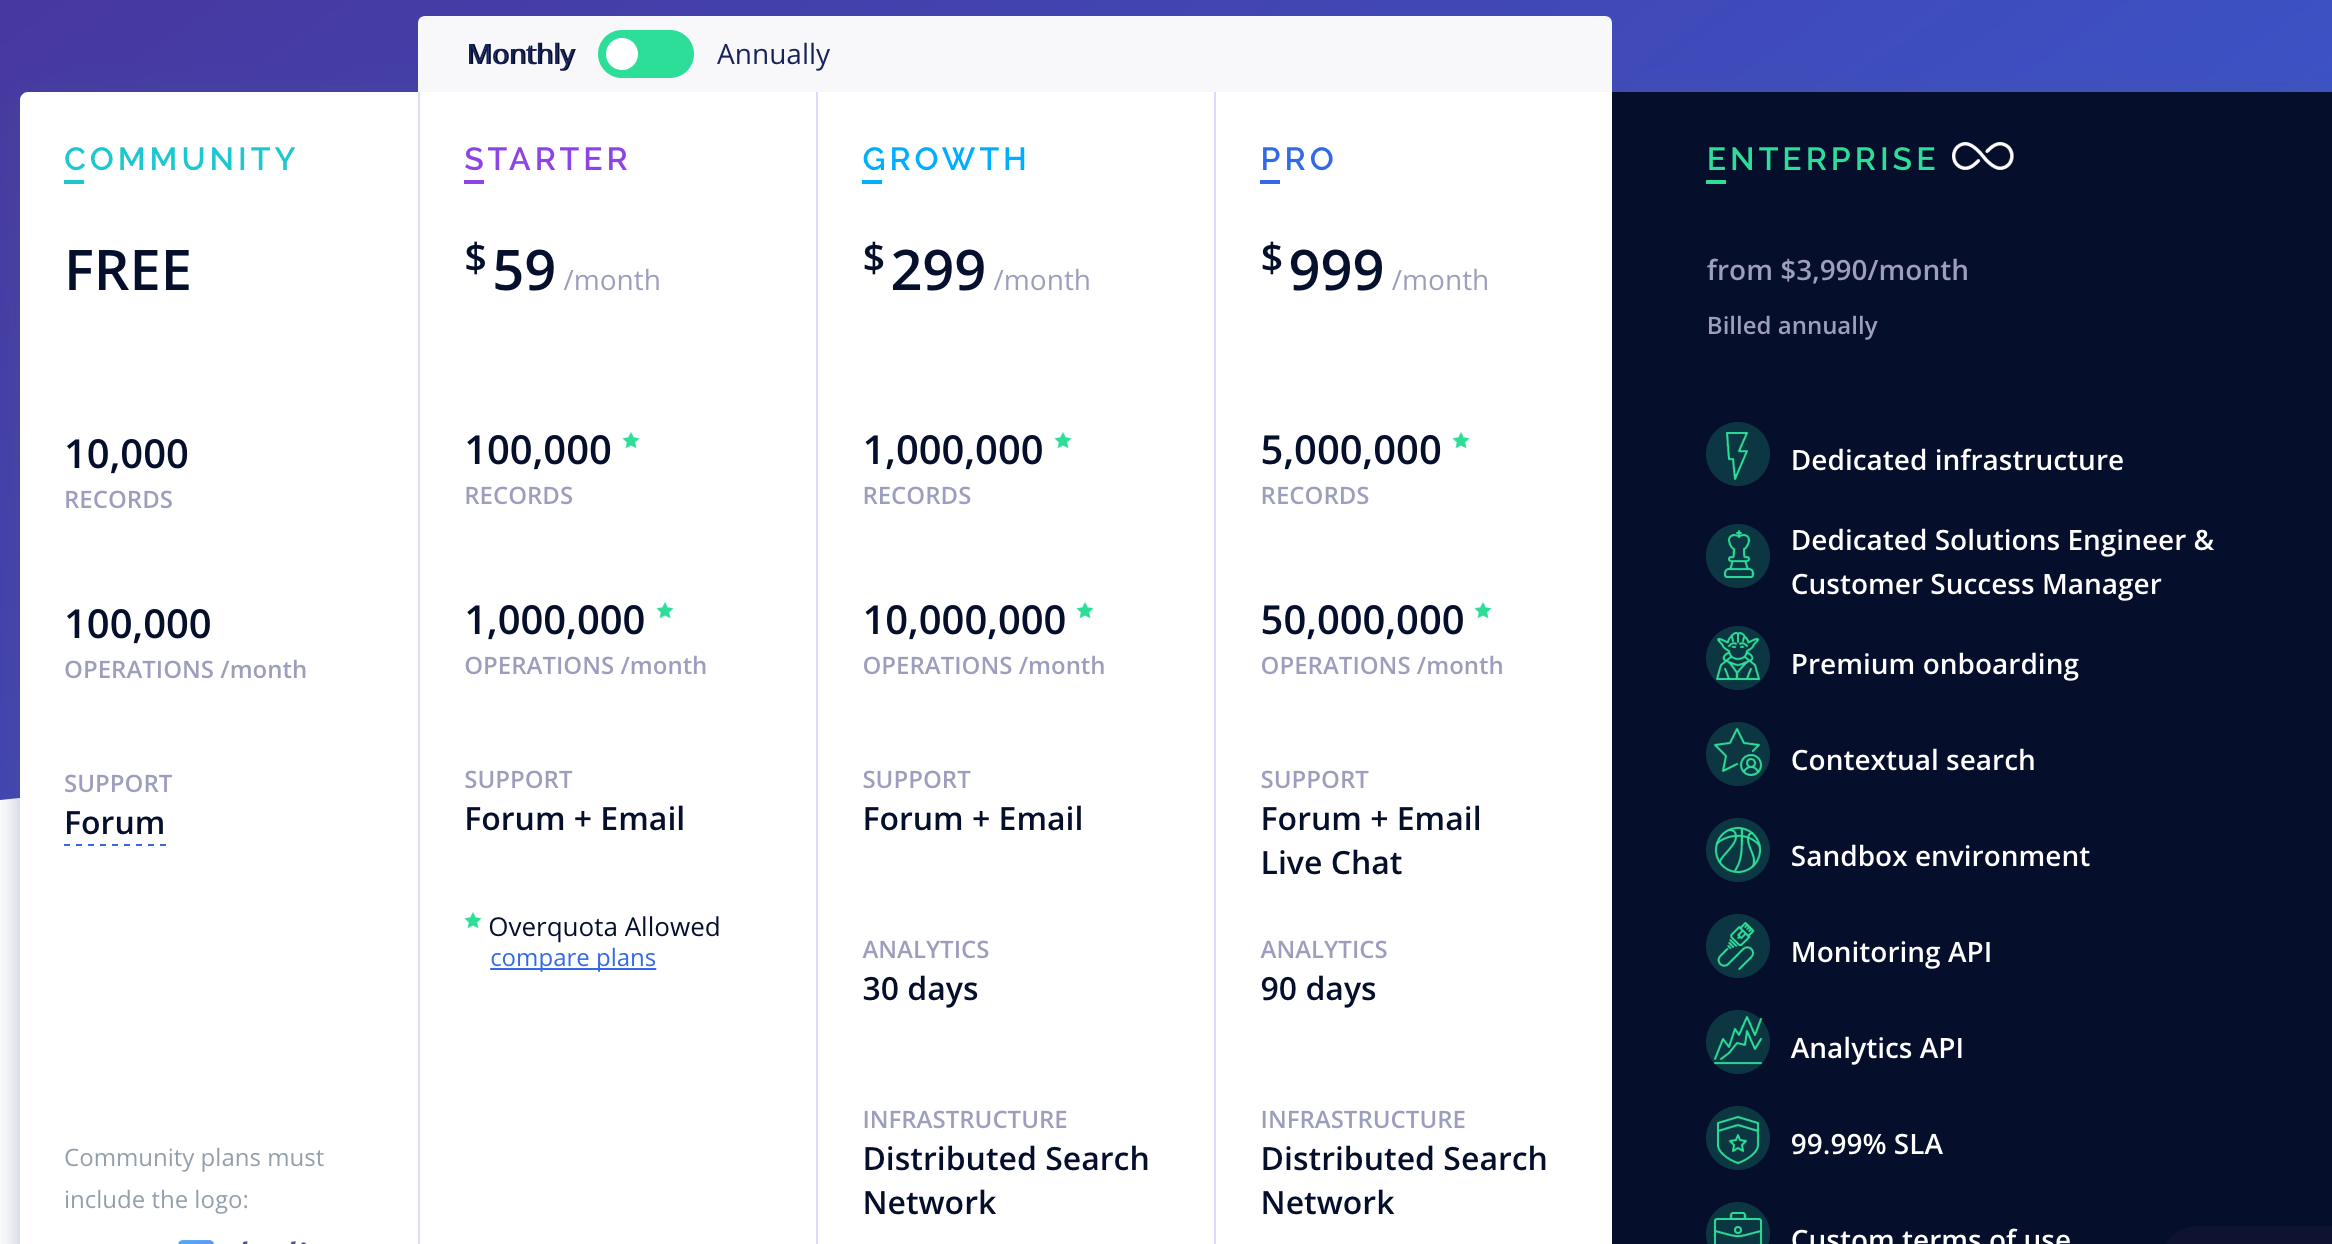 Monthly Annually
COMMUNITY
FREE
10,000
RECORDS
100,000
OPERATIONS /month
SUPPORT
Forum
Community plans must
include the logo:
STARTER
$59 /month
100,000
RECORDS
1,000,000
OPERATIONS /month
SUPPORT
Forum + Email
Overquota Allowed
compare plans
GROWTH
$299 /month
1,000,000
RECORDS
10,000,000
OPERATIONS /month
SUPPORT
Forum + Email
ANALYTICS
30 days
INFRASTRUCTURE
Distributed Search
Network
PRO
$999 /month
5,000,000
RECORDS
50,000,000
OPERATIONS /month
SUPPORT
Forum + Email
Live Chat
ANALYTICS
90 days
INFRASTRUCTURE
Distributed Search
Network
ENTERPRISE
from $3,990/month
Billed annually
Dedicated infrastructure
Dedicated Solutions Engineer &
Customer Success Manager
Premium onboarding
Contextual search
Sandbox environment
Monitoring API
Analytics API
99.99% SLA
Custom terms of use